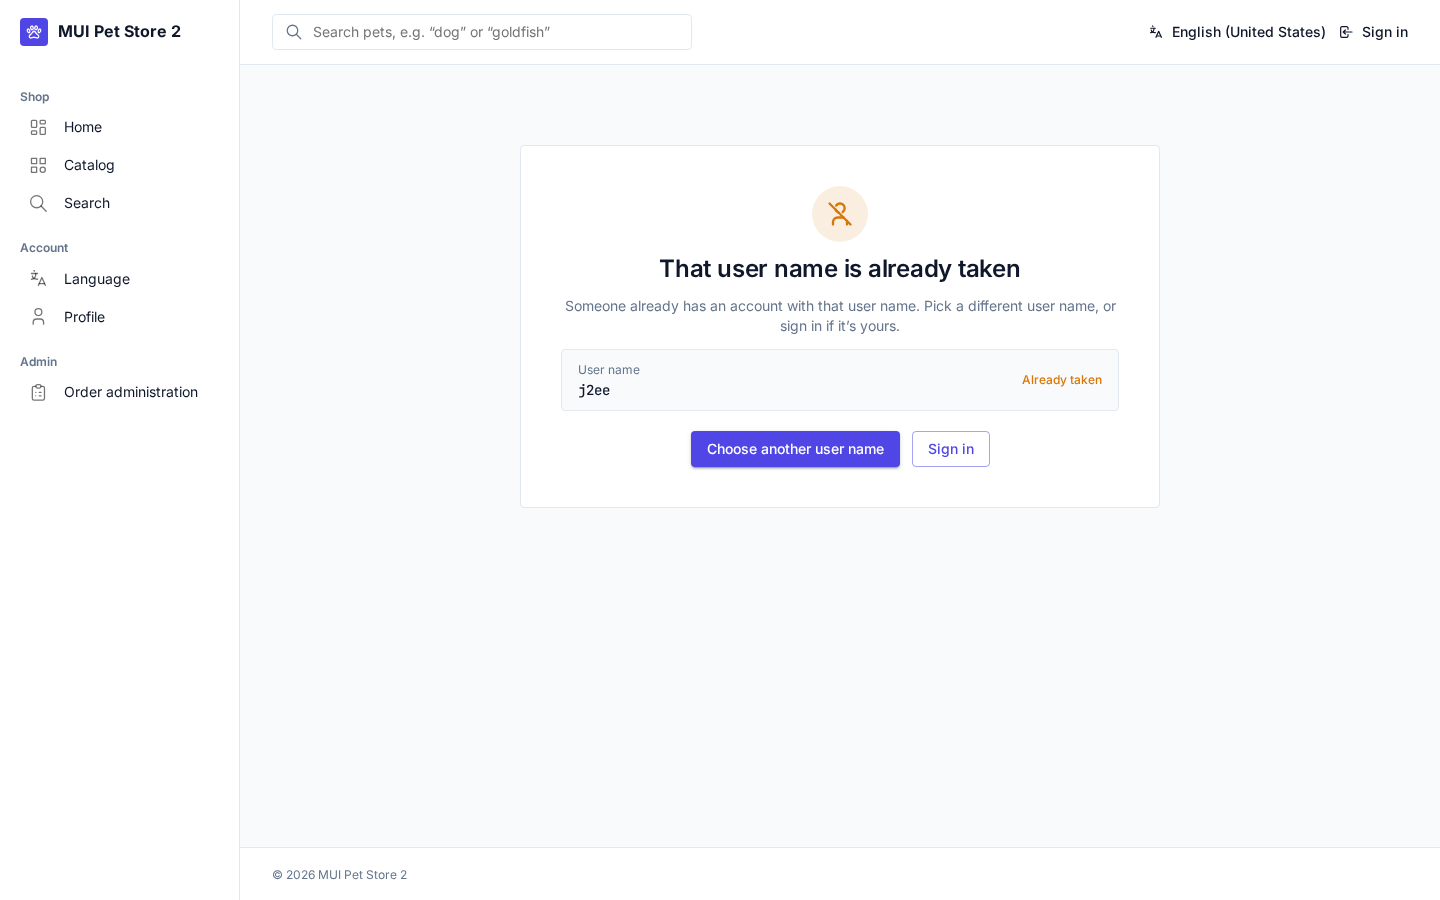 MUI Pet Store 2
Search pets, e.g. “dog” or “goldfish”
English (United States)
Sign in
Shop
Home
Catalog
Search
Account
Language
Profile
Admin
Order administration
That user name is already taken
Someone already has an account with that user name. Pick a different user name, or
sign in if it’s yours.
User name
j2ee
Already taken
Choose another user name
Sign in
© 2026 MUI Pet Store 2